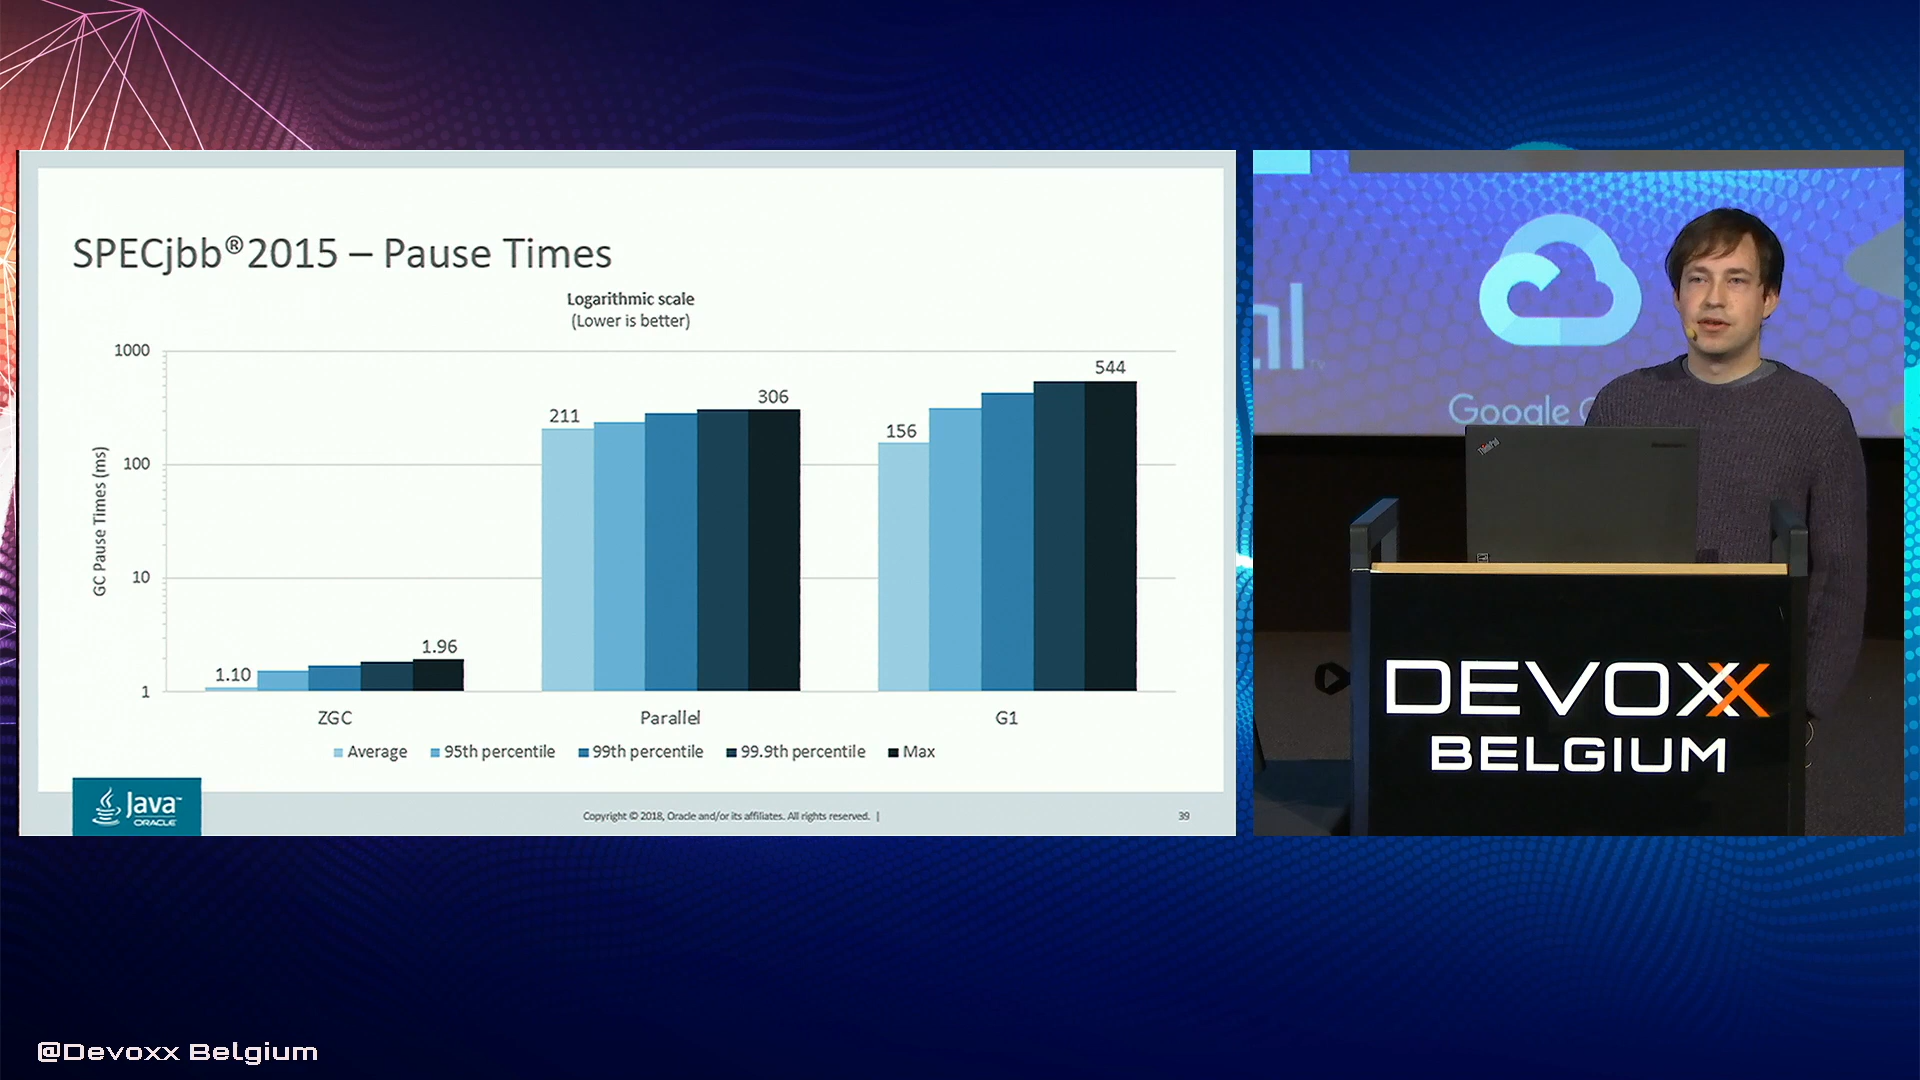 SPECjbb®2015 – Pause Times
Logarithmic scale
(Lower is better)
GC Pause Times (ms)
1000
100
10
1
1.10
1.96
211
306
156
544
ZGC
Parallel
G1
Average
95th percentile
99th percentile
99.9th percentile
Max
Java™
ORACLE
Copyright © 2018, Oracle and/or its affiliates. All rights reserved. |
39
Google
ThinkPad
DEVOXX
BELGIUM
@Devoxx Belgium